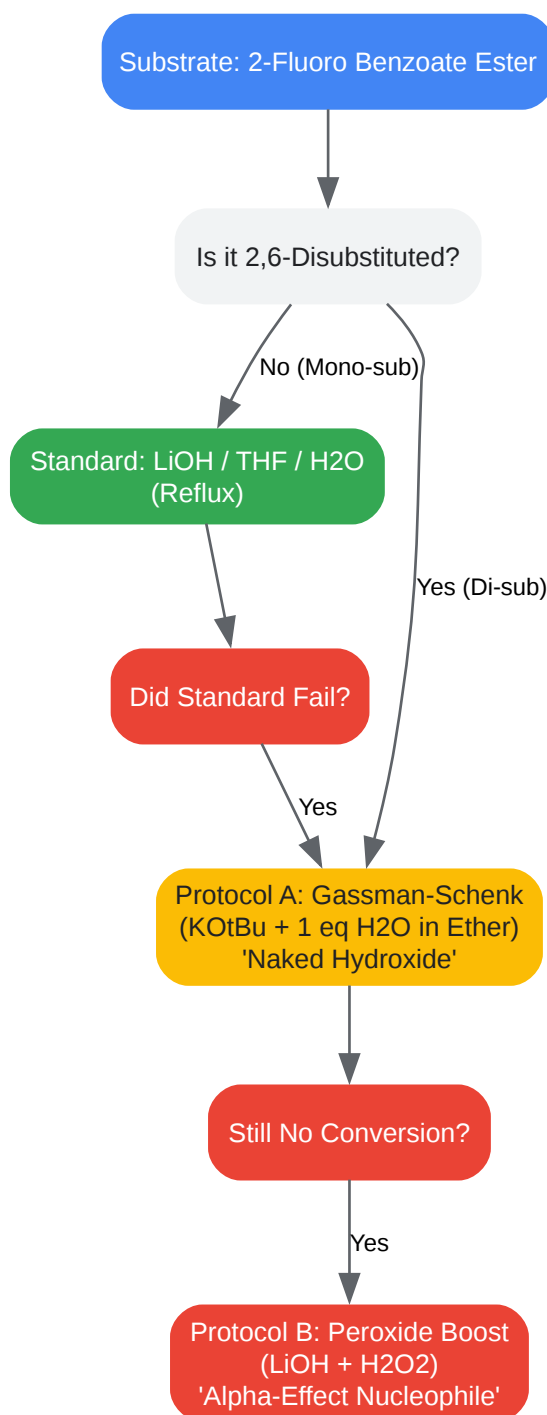 Substrate: 2-Fluoro Benzoate Ester
Is it 2,6-Disubstituted?
No (Mono-sub)
Standard: LiOH / THF / H2O
(Reflux)
Yes (Di-sub)
Did Standard Fail?
Yes
Protocol A: Gassman-Schenk
(KOtBu + 1 eq H2O in Ether)
'Naked Hydroxide'
Still No Conversion?
Yes
Protocol B: Peroxide Boost
(LiOH + H2O2)
'Alpha-Effect Nucleophile'